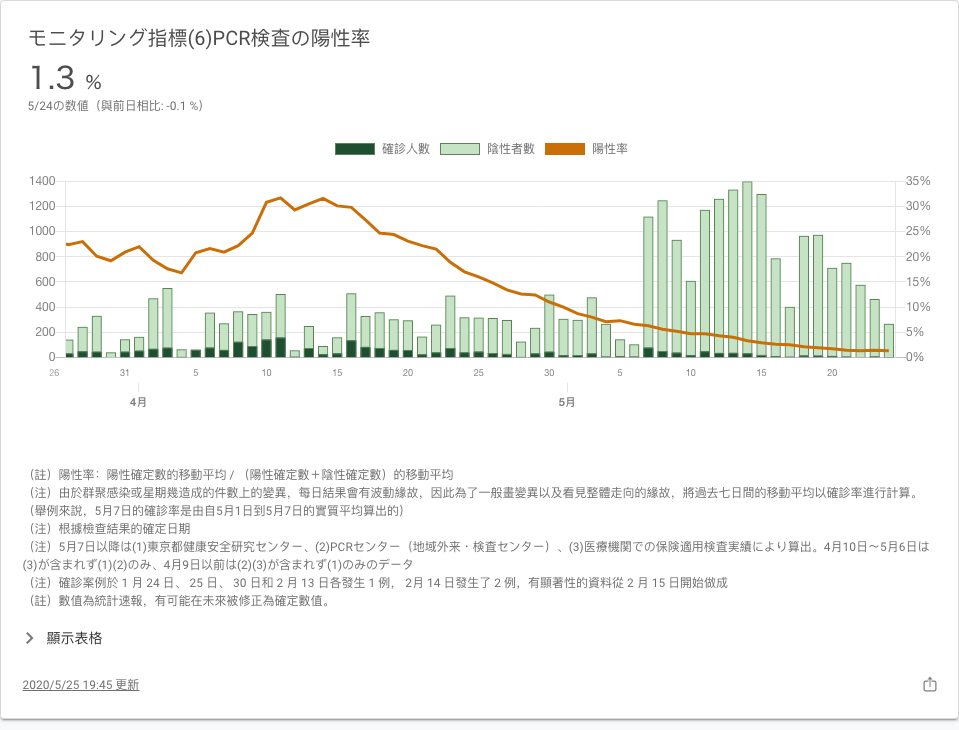 モニタリング指標(6)PCR検査の陽性率
1.3 %
5/24の数値（與前日相比: -0.1 %）
確診人數 陰性者數 陽性率
1400 35%
1200 30%
1000 25%
800 20%
600 15%
400 10%
200 5%
0 0%
26 31 5 10 15 20 25 30 5 10 15 20
4月 5月
（註）陽性率：陽性確定數的移動平均 / （陽性確定數＋陰性確定數）的移動平均
（注）由於群聚感染或星期幾造成的件數上的變異，每日結果會有波動緣故，因此為了一般畫變異以及看見整體走向的緣故，將過去七日間的移動平均以確診率進行計算。
（舉例來說，5月7日的確診率是由自5月1日到5月7日的實質平均算出的）
（注）根據檢查結果的確定日期
（注）5月7日以降は(1)東京都健康安全研究センター、(2)PCRセンター（地域外来・検査センター）、(3)医療機関での保険適用検査実績により算出。4月10日～5月6日は
(3)が含まれず(1)(2)のみ、4月9日以前は(2)(3)が含まれず(1)のみのデータ
（注）確診案例於 1 月 24 日、 25 日、 30 日和 2 月 13 日各發生 1 例， 2月 14 日發生了 2 例，有顯著性的資料從 2 月 15 日開始做成
（註）數值為統計速報，有可能在未來被修正為確定數值。
顯示表格
2020/5/25 19:45 更新